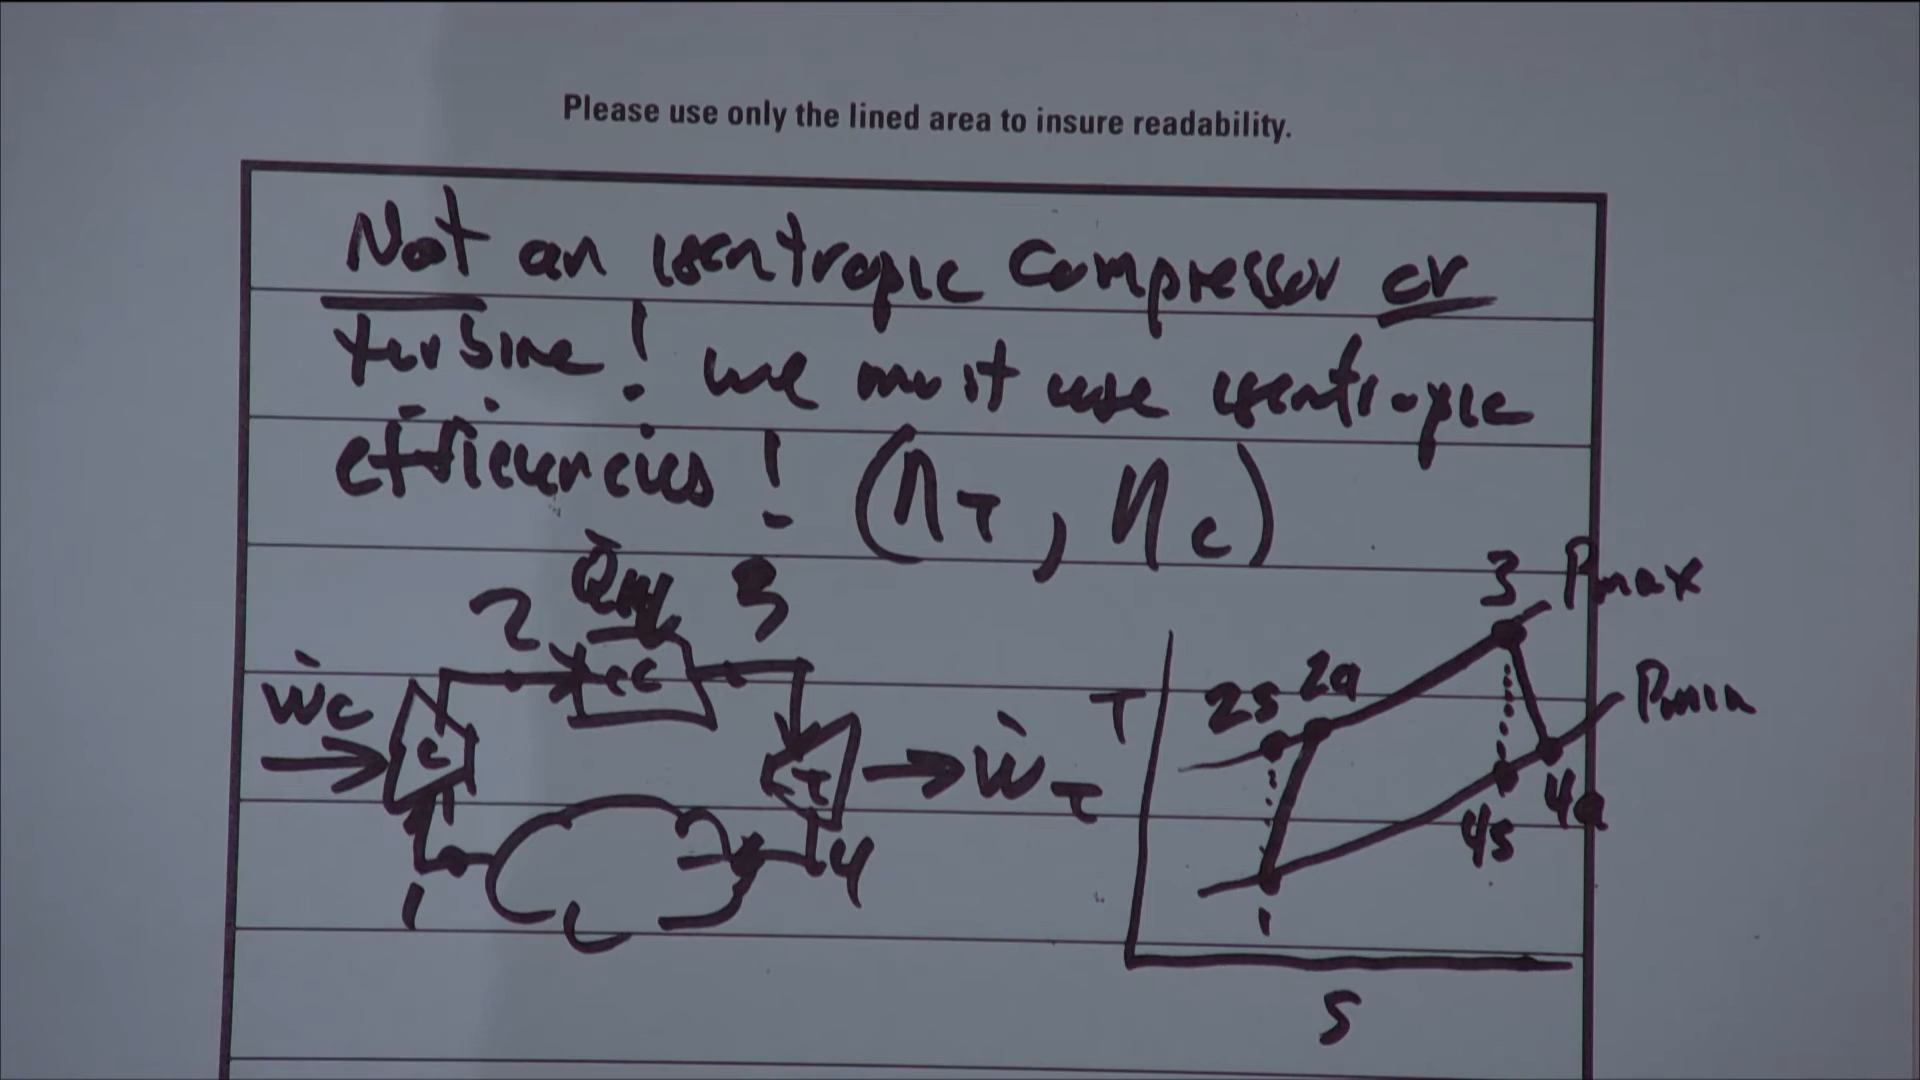 Please use only the lined area to insure readability.
Not an isentropic compressor or
turbine! we must use isentropic
efficiencies! (ηT, ηC)
2 Q̇IN 3
CC
ẆC
C
T
ẆT
1
4
3 Pmax
Pmin
T
2s 2a
4s 4a
1
S